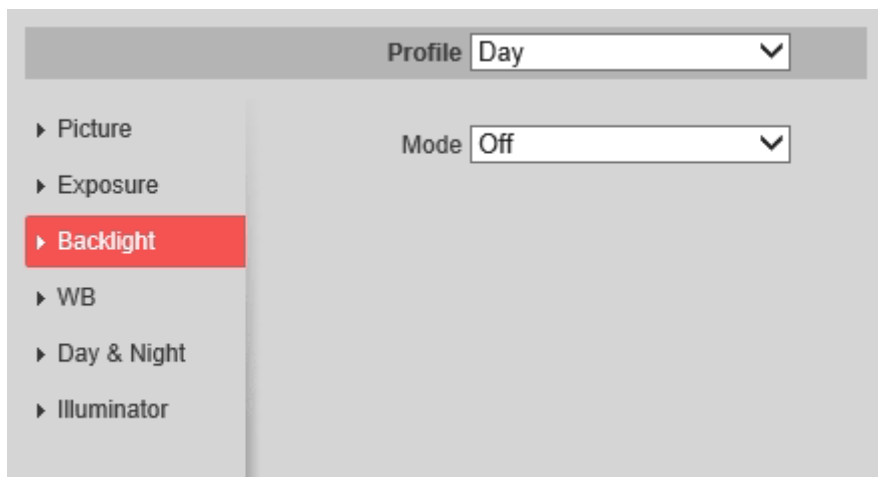 Profile Day
Picture
Mode Off
Exposure
Backlight
WB
Day & Night
Illuminator